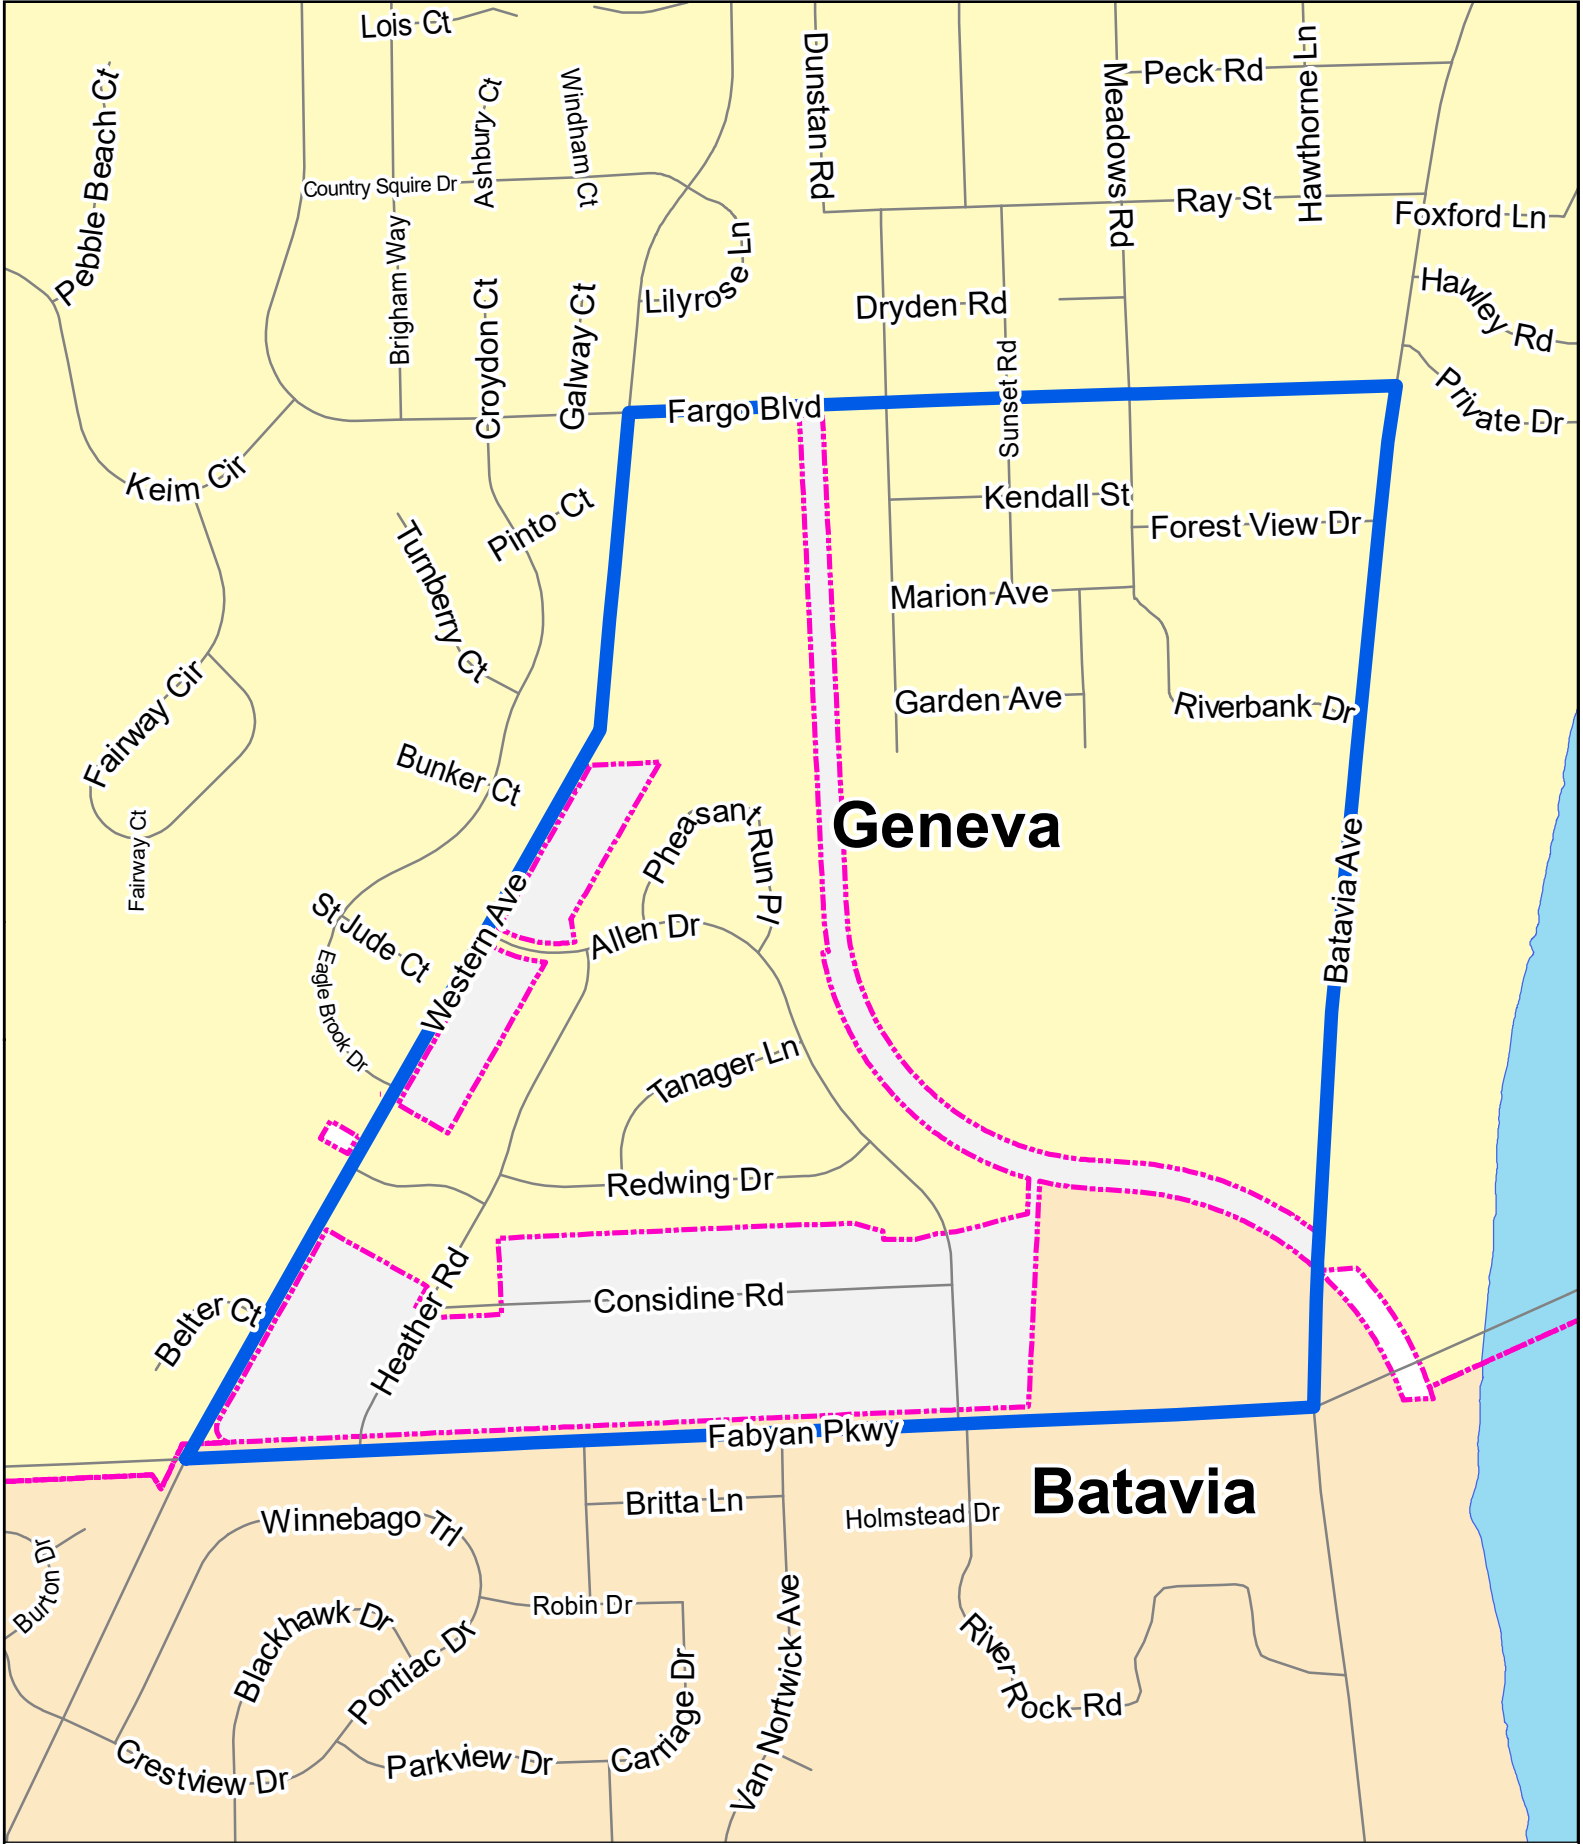 Lois Ct
Pebble Beach Ct
Ashbury Ct
Windham Ct
Dunstan Rd
Meadows Rd
Peck Rd
Hawthorne Ln
Country Squire Dr
Ray St
Foxford Ln
Brigham Way
Croydon Ct
Galway Ct
Lilyrose Ln
Dryden Rd
Sunset Rd
Hawley Rd
Private Dr
Fargo Blvd
Keim Cir
Pinto Ct
Kendall St
Forest View Dr
Turnberry Ct
Marion Ave
Fairway Cir
Garden Ave
Riverbank Dr
Bunker Ct
Fairway Ct
Pheasant Run Pl
Geneva
Batavia Ave
St Jude Ct
Western Ave
Allen Dr
Eagle Brook Dr
Tanager Ln
Redwing Dr
Belter Ct
Heather Rd
Considine Rd
Fabyan Pkwy
Batavia
Winnebago Trl
Britta Ln
Holmstead Dr
Burton Dr
Blackhawk Dr
Pontiac Dr
Robin Dr
Carriage Dr
Van Nortwick Ave
River Rock Rd
Crestview Dr
Parkview Dr